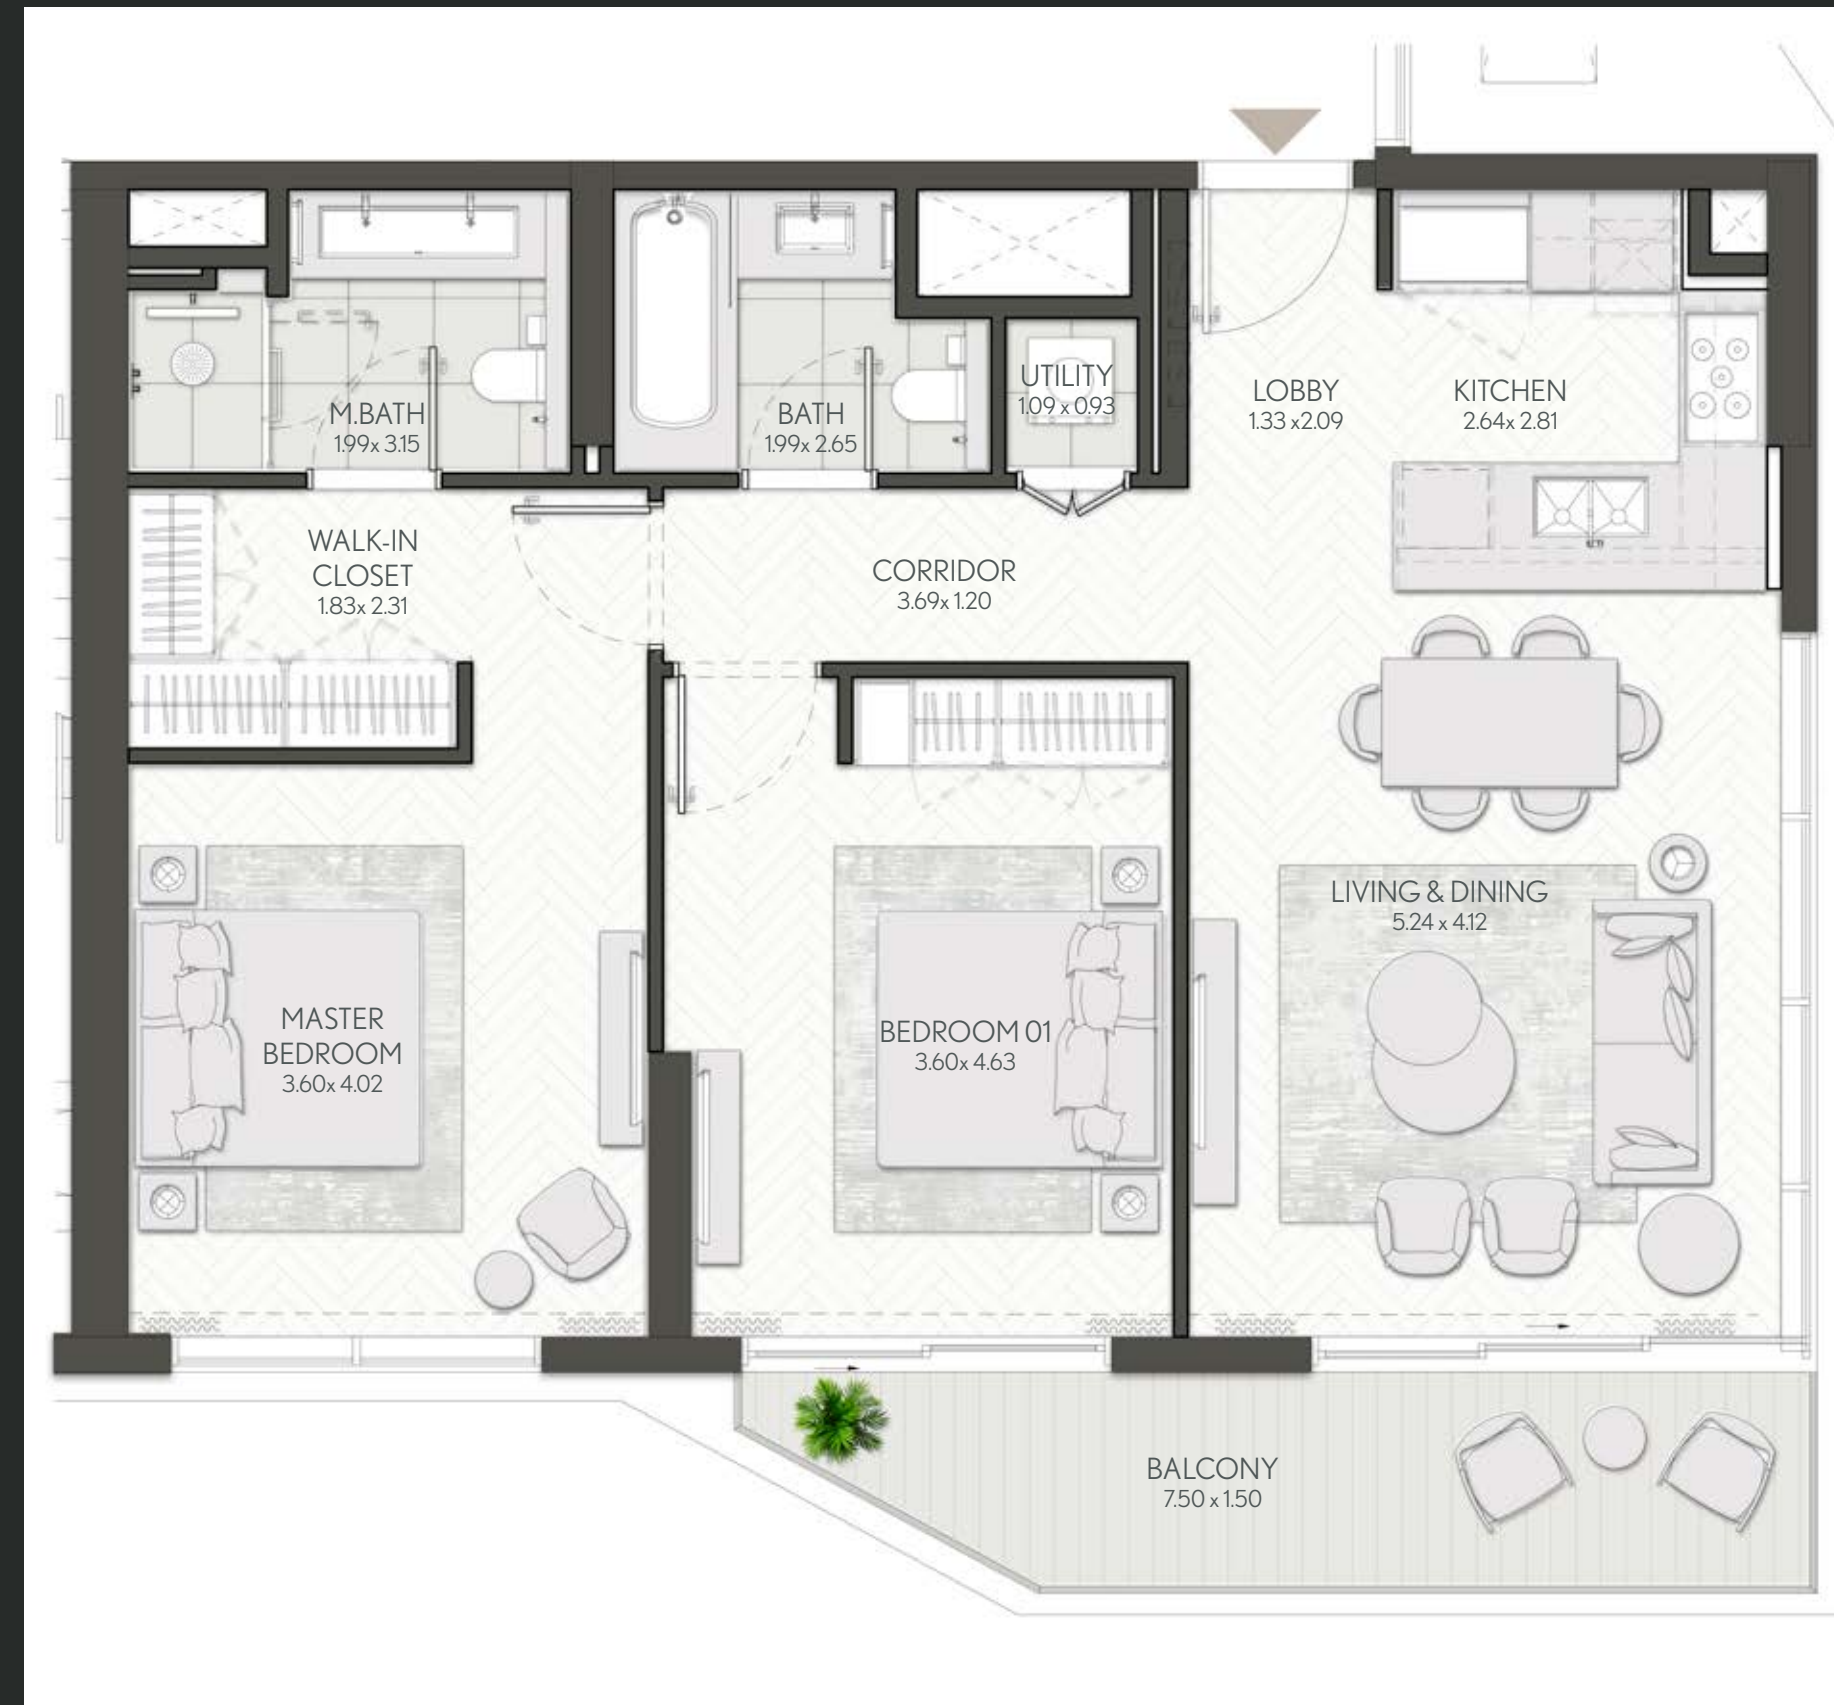 M.BATH
1.99x 3.15
BATH
1.99x 2.65
UTILITY
1.09 x 0.93
LOBBY
1.33 x2.09
KITCHEN
2.64x 2.81
WALK-IN
CLOSET
1.83x 2.31
CORRIDOR
3.69x 1.20
LIVING & DINING
5.24 x 4.12
MASTER
BEDROOM
3.60x 4.02
BEDROOM 01
3.60x 4.63
BALCONY
7.50 x 1.50